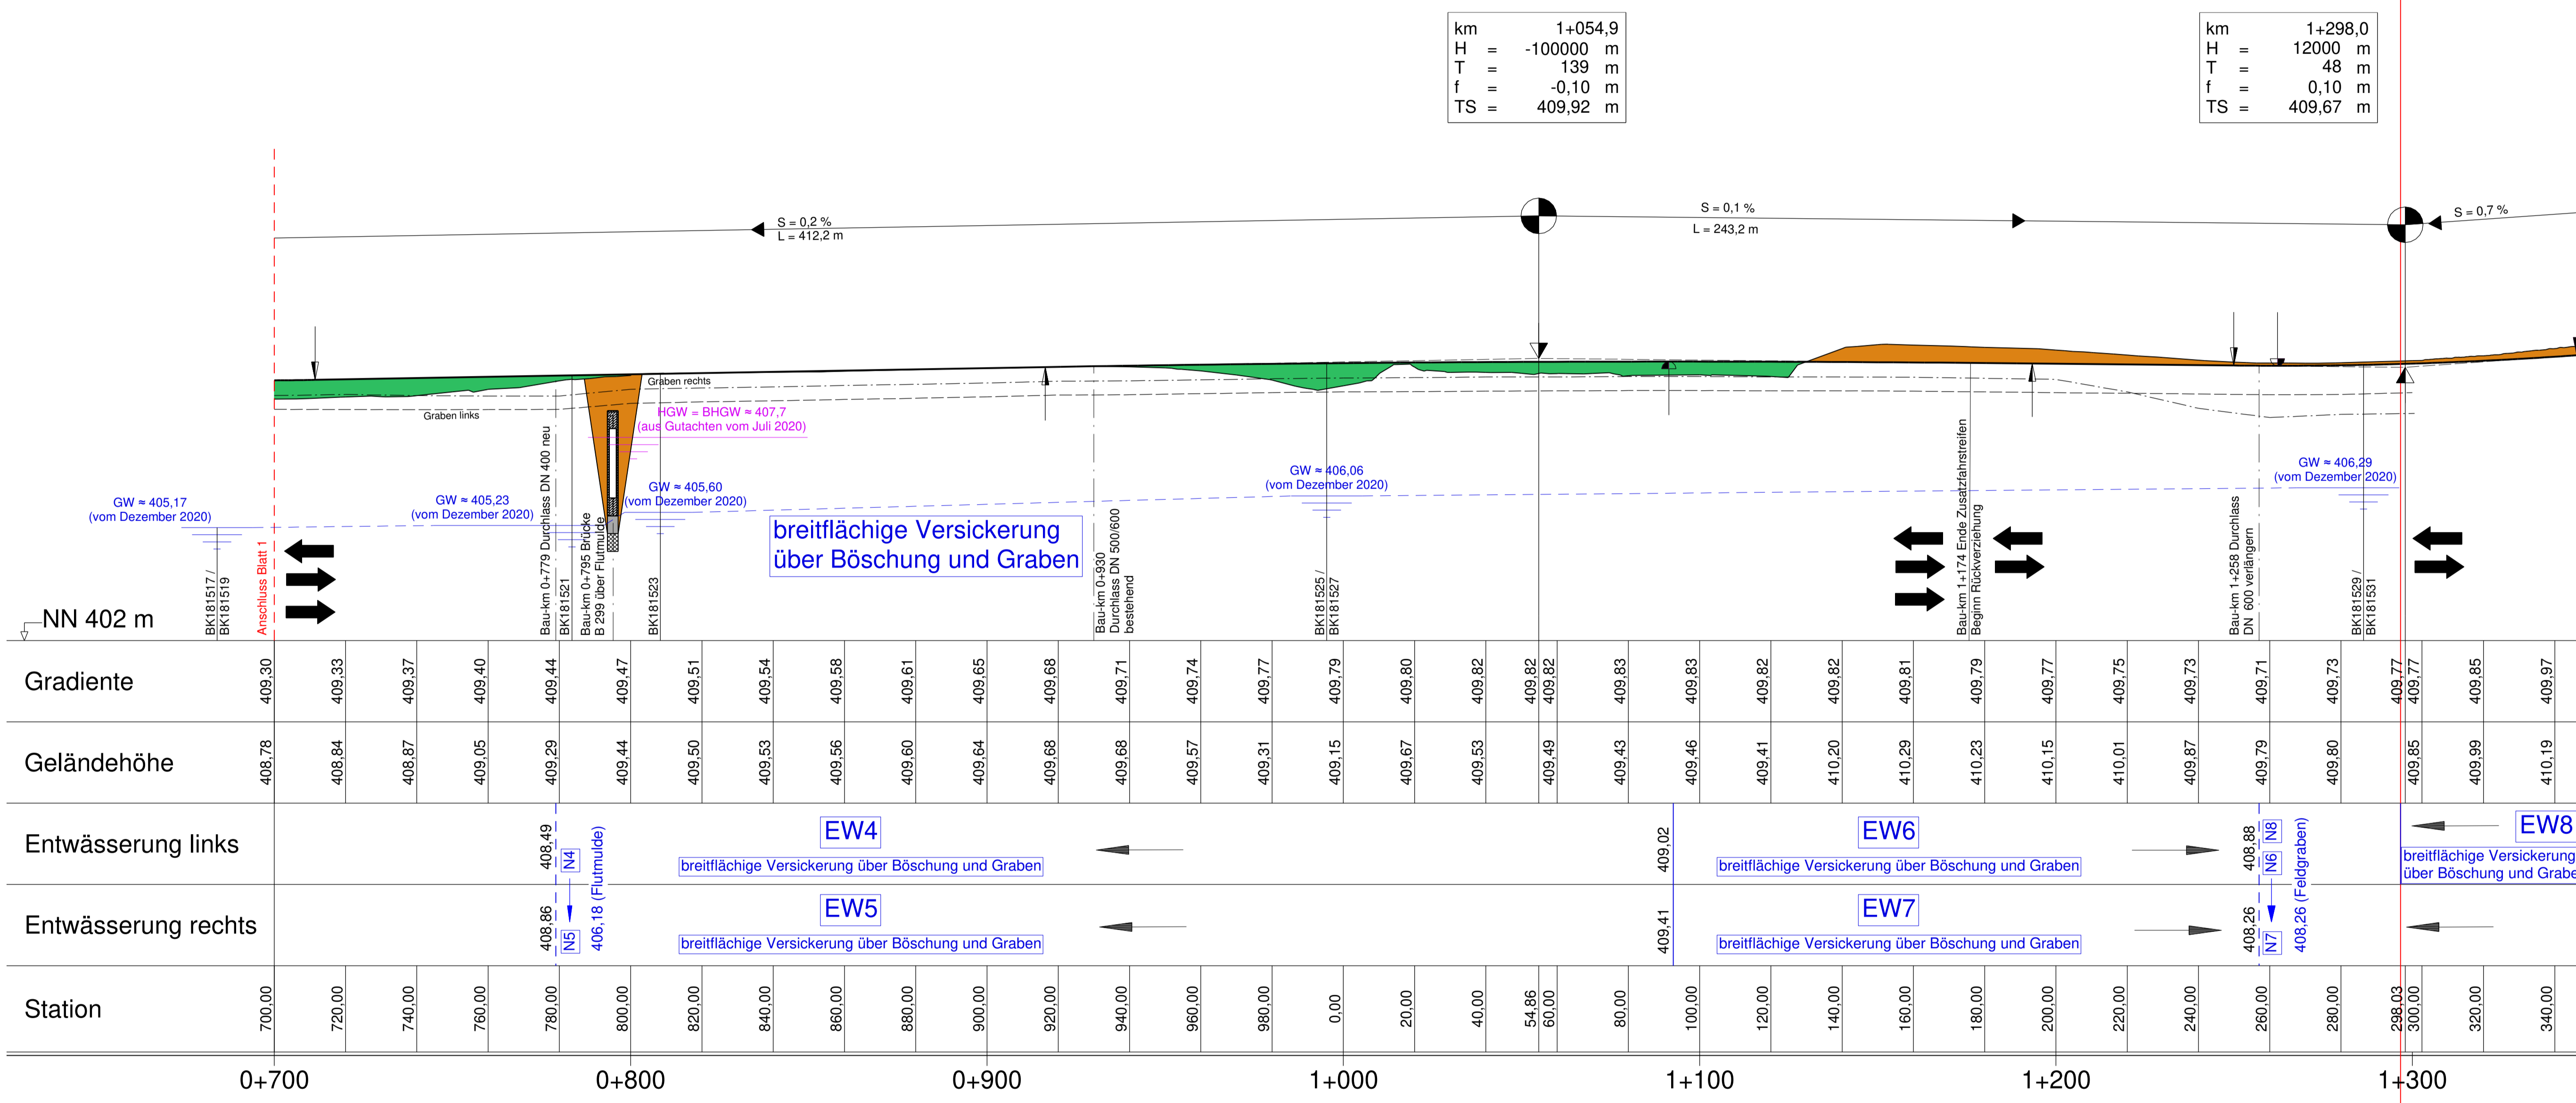 km 1+054,9
H = -100000 m
T = 139 m
f = -0,10 m
TS = 409,92 m
km 1+298,0
H = 12000 m
T = 48 m
f = 0,10 m
TS = 409,67 m
S = 0,2 %
L = 412,2 m
S = 0,1 %
L = 243,2 m
S = 0,7 %
Graben rechts
Graben links
HGW = BHGW ≈ 407,7
(aus Gutachten vom Juli 2020)
GW ≈ 405,17
(vom Dezember 2020)
GW ≈ 405,23
(vom Dezember 2020)
GW ≈ 405,60
(vom Dezember 2020)
GW ≈ 406,06
(vom Dezember 2020)
GW ≈ 406,29
(vom Dezember 2020)
breitflächige Versickerung
über Böschung und Graben
BK181517 /
BK181519
Anschluss Blatt 1
Bau-km 0+779 Durchlass DN 400 neu
BK181521
Bau-km 0+795 Brücke
B 299 über Flutmulde
BK181523
Bau-km 0+930
Durchlass DN 500/600
bestehend
BK181525 /
BK181527
Bau-km 1+174 Ende Zusatzfahrstreifen
Beginn Rückverziehung
Bau-km 1+258 Durchlass
DN 600 verlängern
BK181529 /
BK181531
NN 402 m
Gradiente
409,30 409,33 409,37 409,40 409,44 409,47 409,51 409,54 409,58 409,61 409,65 409,68 409,71 409,74 409,77 409,79 409,80 409,82 409,82 409,82 409,83 409,83 409,82 409,82 409,81 409,79 409,77 409,75 409,73 409,71 409,73 409,77 409,77 409,85 409,97
Geländehöhe
408,78 408,84 408,87 409,05 409,29 409,44 409,50 409,53 409,56 409,60 409,64 409,68 409,68 409,57 409,31 409,15 409,67 409,53 409,49 409,43 409,46 409,41 410,20 410,29 410,23 410,15 410,01 409,87 409,79 409,80 409,85 409,99 410,19
Entwässerung links
408,49
N4
406,18 (Flutmulde)
EW4
breitflächige Versickerung über Böschung und Graben
409,02
EW6
breitflächige Versickerung über Böschung und Graben
408,88
N6 N8
408,26 (Feldgraben)
EW8
breitflächige Versickerung
über Böschung und Grabe
Entwässerung rechts
408,86
N5
EW5
breitflächige Versickerung über Böschung und Graben
409,41
EW7
breitflächige Versickerung über Böschung und Graben
408,26
N7
Station
700,00 720,00 740,00 760,00 780,00 800,00 820,00 840,00 860,00 880,00 900,00 920,00 940,00 960,00 980,00 0,00 20,00 40,00 54,86 60,00 80,00 100,00 120,00 140,00 160,00 180,00 200,00 220,00 240,00 260,00 280,00 298,03 300,00 320,00 340,00
0+700 0+800 0+900 1+000 1+100 1+200 1+300